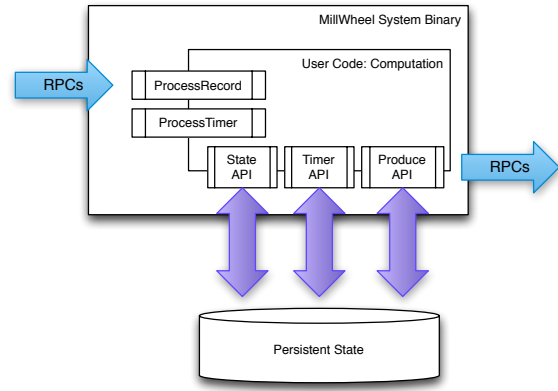 MillWheel System Binary
User Code: Computation
RPCs
ProcessRecord
ProcessTimer
State
API
Timer
API
Produce
API
RPCs
Persistent State